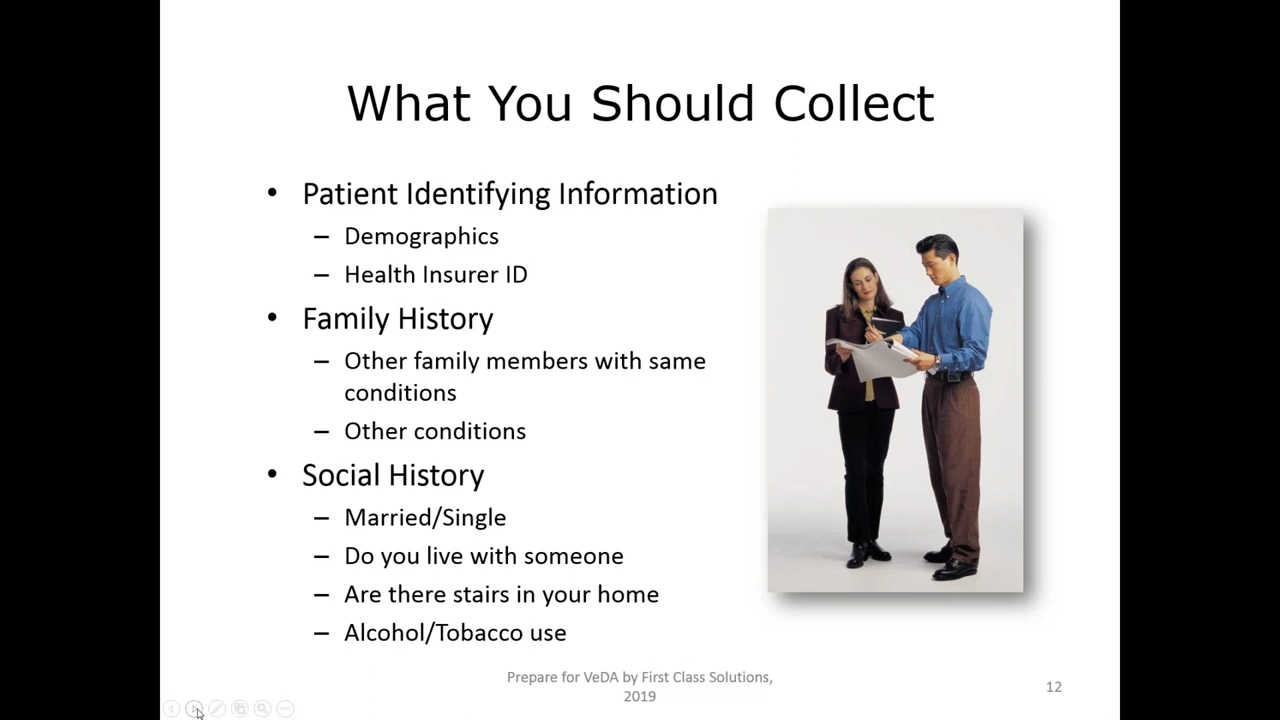 What You Should Collect
• Patient Identifying Information
– Demographics
– Health Insurer ID
• Family History
– Other family members with same
conditions
– Other conditions
• Social History
– Married/Single
– Do you live with someone
– Are there stairs in your home
– Alcohol/Tobacco use
Prepare for VeDA by First Class Solutions,
2019
12